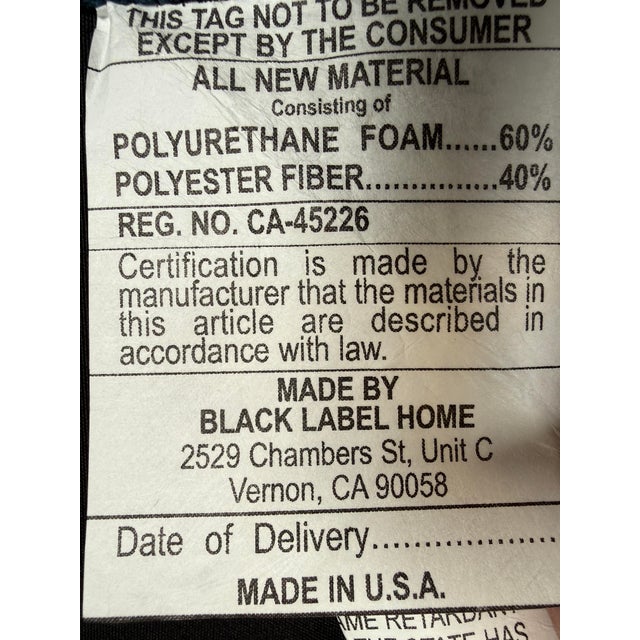 THIS TAG NOT TO BE REMOVED
EXCEPT BY THE CONSUMER
ALL NEW MATERIAL
Consisting of
POLYURETHANE FOAM......60%
POLYESTER FIBER................40%
REG. NO. CA-45226
Certification is made by the
manufacturer that the materials in
this article are described in
accordance with law.
MADE BY
BLACK LABEL HOME
2529 Chambers St, Unit C
Vernon, CA 90058
Date of Delivery...................
MADE IN U.S.A.
STATE HAS